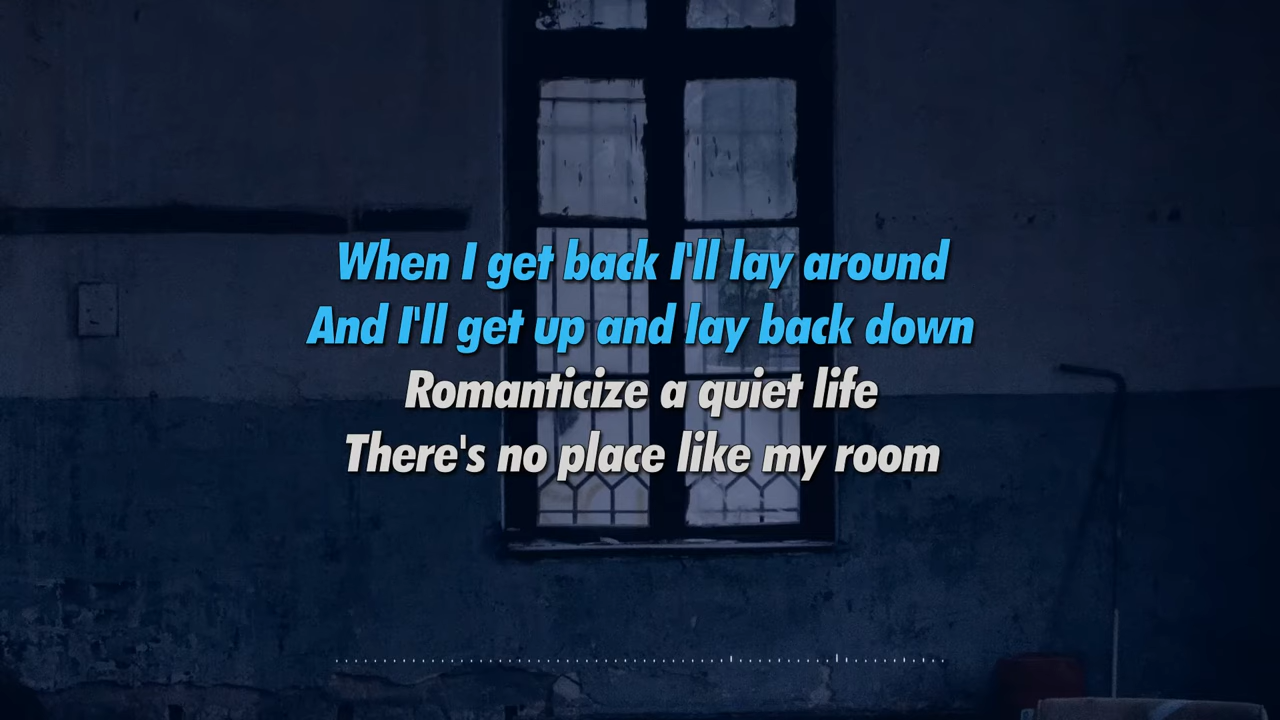 When I get back I'll lay around
And I'll get up and lay back down
Romanticize a quiet life
There's no place like my room